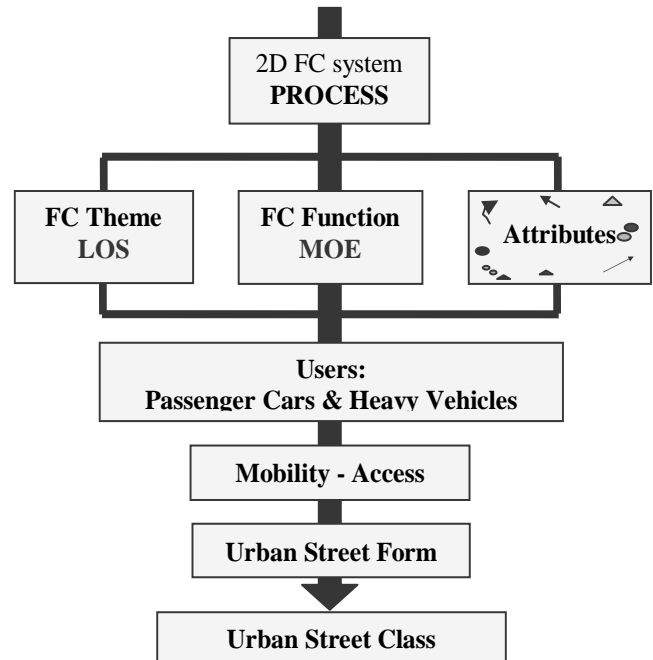 2D FC system
PROCESS
FC Theme
LOS
FC Function
MOE
Attributes
Users:
Passenger Cars & Heavy Vehicles
Mobility - Access
Urban Street Form
Urban Street Class